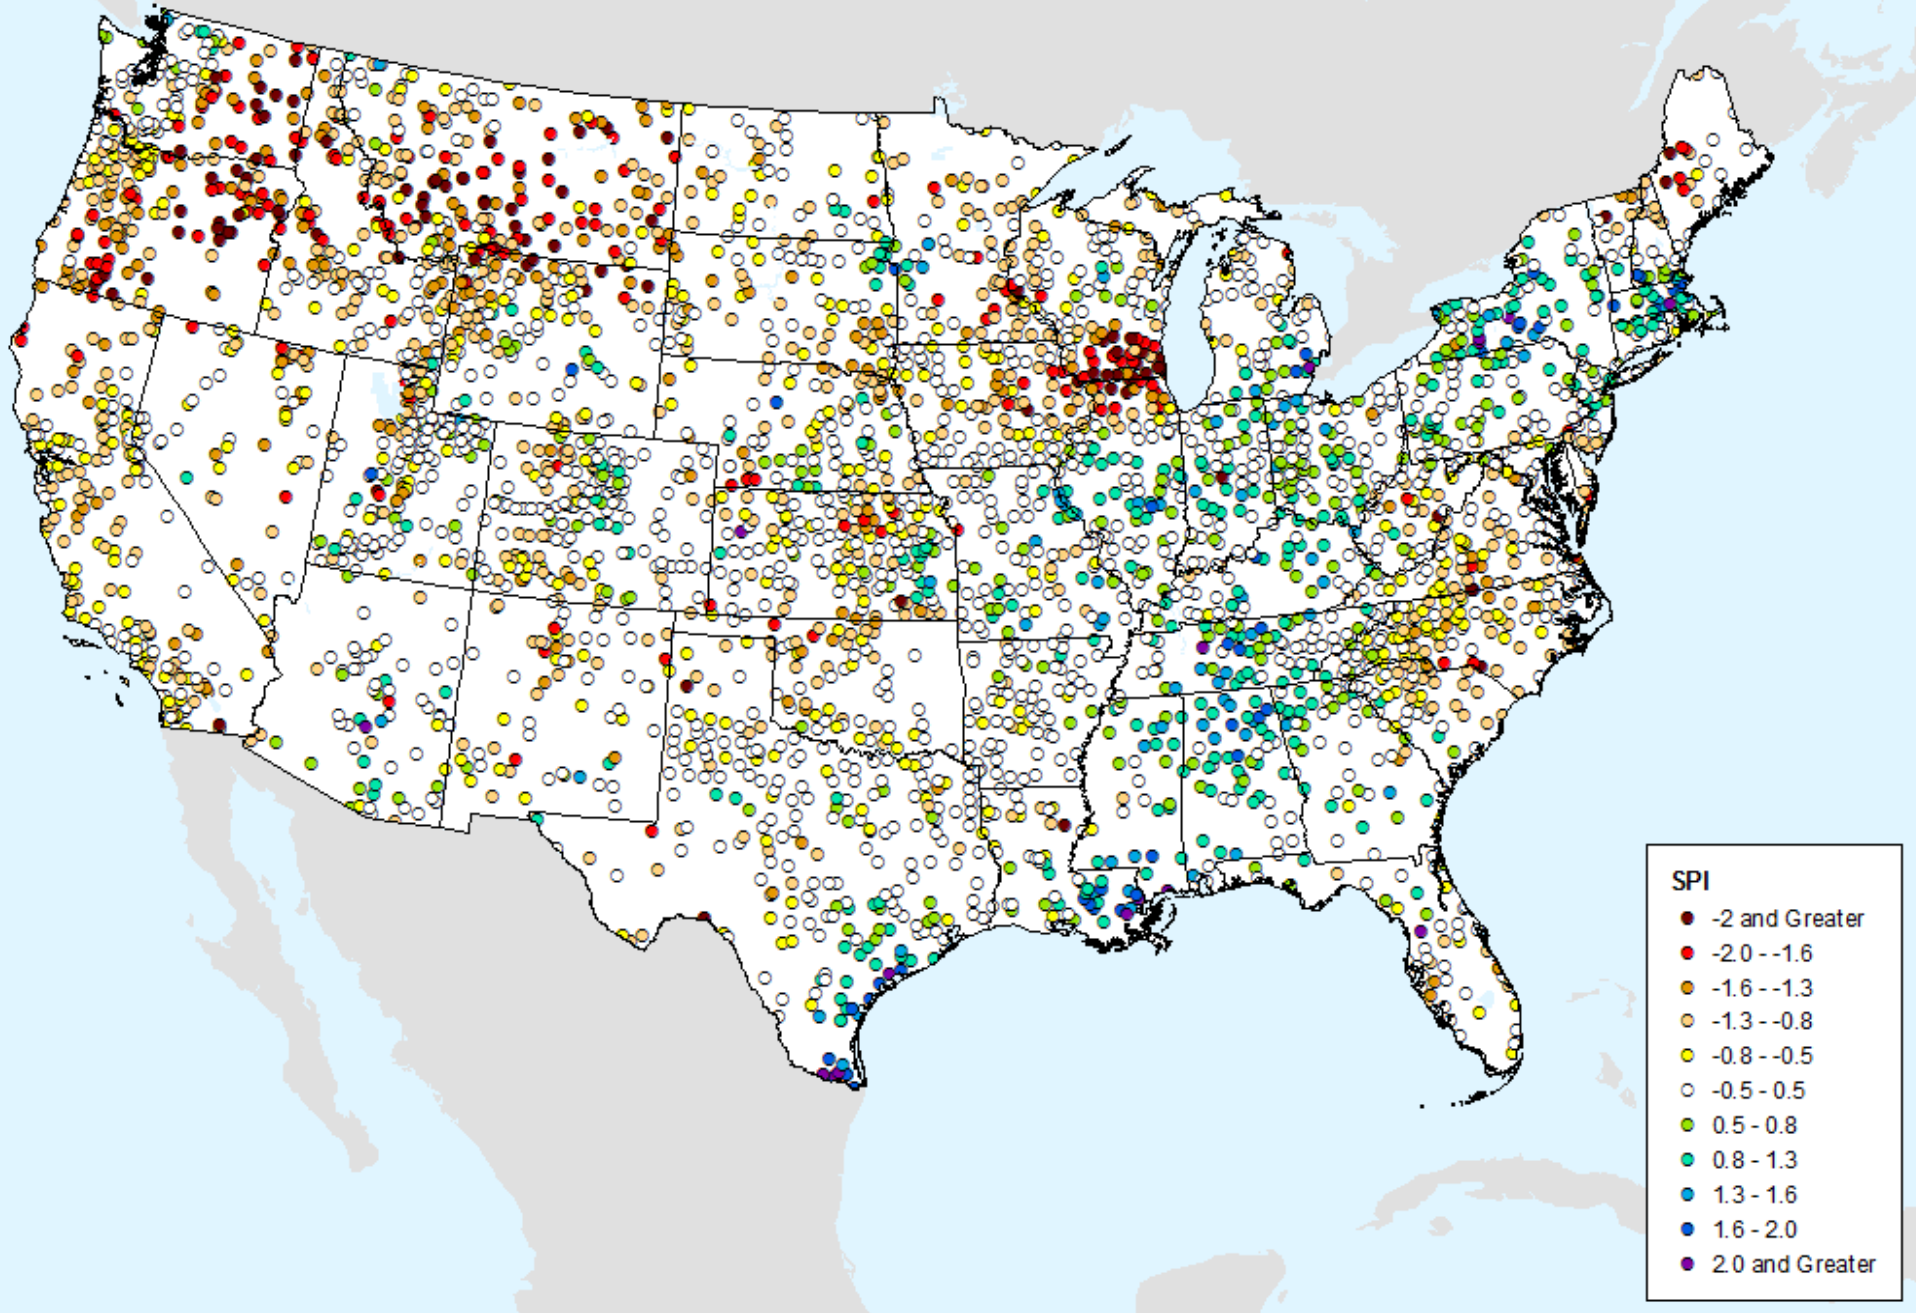 SPI
-2 and Greater
-2.0 - -1.6
-1.6 - -1.3
-1.3 - -0.8
-0.8 - -0.5
-0.5 - 0.5
0.5 - 0.8
0.8 - 1.3
1.3 - 1.6
1.6 - 2.0
2.0 and Greater